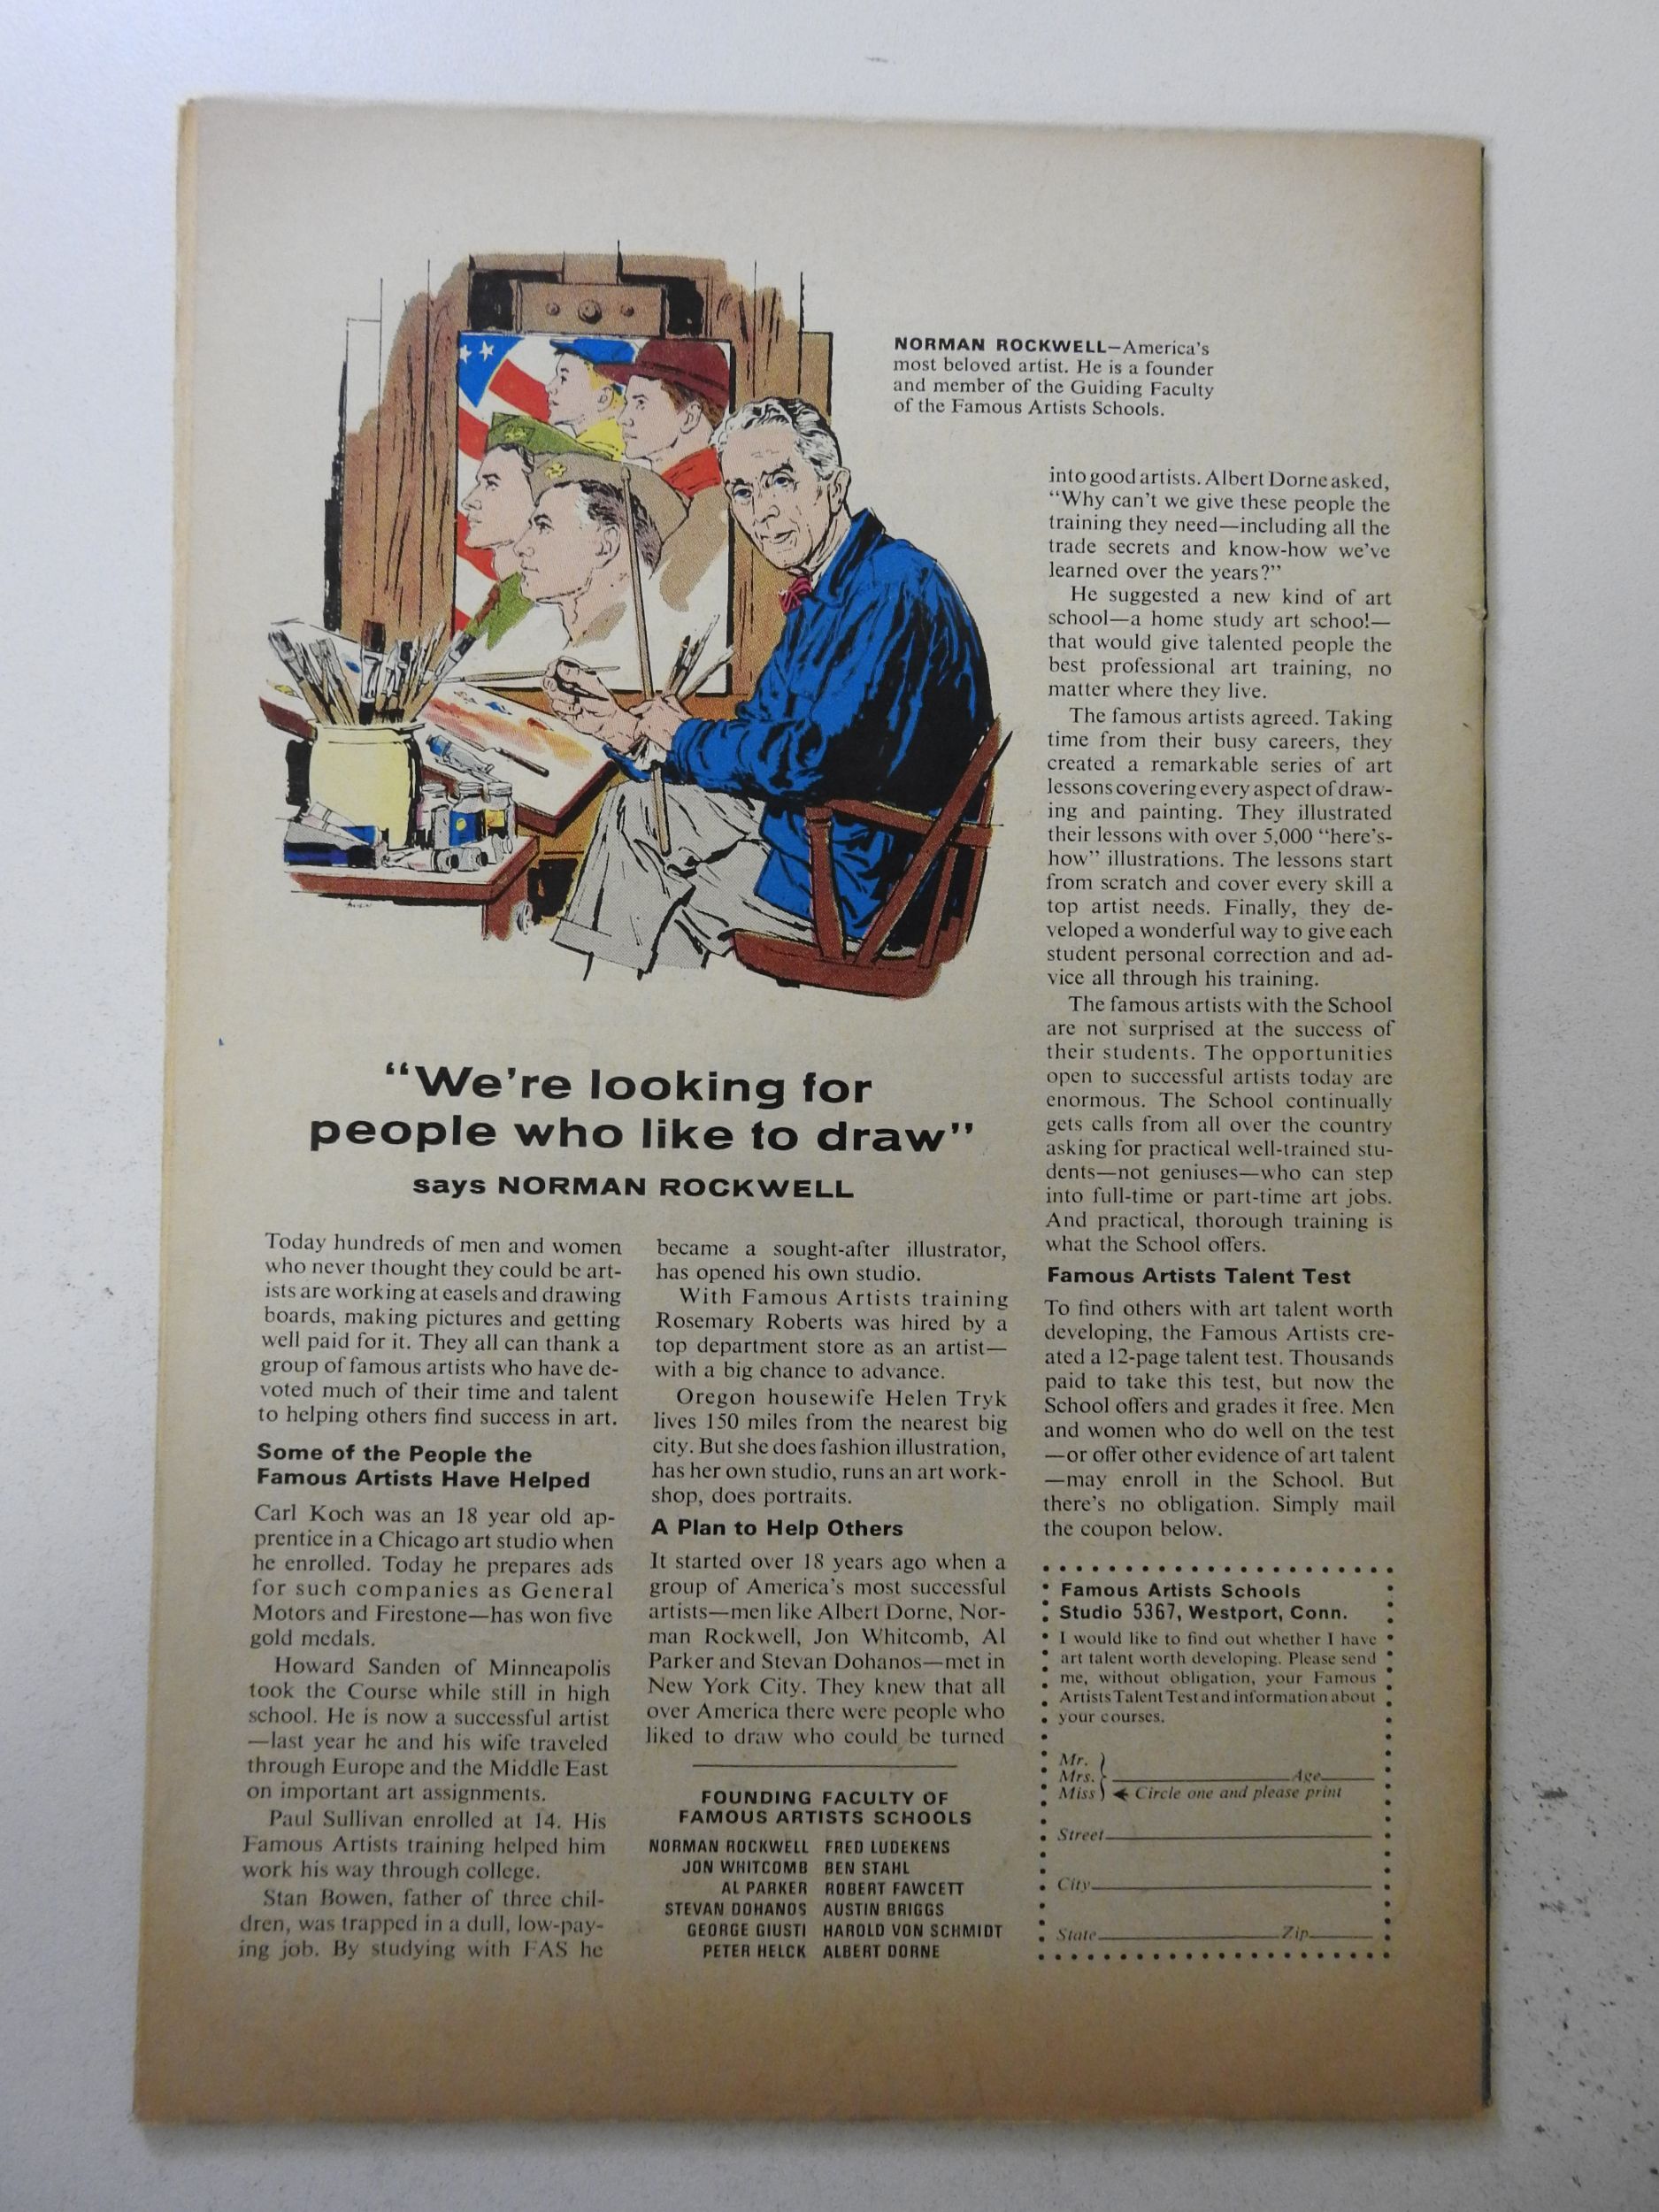 NORMAN ROCKWELL—America's
most beloved artist. He is a founder
and member of the Guiding Faculty
of the Famous Artists Schools.
"We're looking for
people who like to draw"
says NORMAN ROCKWELL
Today hundreds of men and women
who never thought they could be art-
ists are working at easels and drawing
boards, making pictures and getting
well paid for it. They all can thank a
group of famous artists who have de-
voted much of their time and talent
to helping others find success in art.
Some of the People the
Famous Artists Have Helped
Carl Koch was an 18 year old ap-
prentice in a Chicago art studio when
he enrolled. Today he prepares ads
for such companies as General
Motors and Firestone—has won five
gold medals.
Howard Sanden of Minneapolis
took the Course while still in high
school. He is now a successful artist
—last year he and his wife traveled
through Europe and the Middle East
on important art assignments.
Paul Sullivan enrolled at 14. His
Famous Artists training helped him
work his way through college.
Stan Bowen, father of three chil-
dren, was trapped in a dull, low-pay-
ing job. By studying with FAS he
became a sought-after illustrator,
has opened his own studio.
With Famous Artists training
Rosemary Roberts was hired by a
top department store as an artist—
with a big chance to advance.
Oregon housewife Helen Tryk
lives 150 miles from the nearest big
city. But she does fashion illustration,
has her own studio, runs an art work-
shop, does portraits.
A Plan to Help Others
It started over 18 years ago when a
group of America's most successful
artists—men like Albert Dorne, Nor-
man Rockwell, Jon Whitcomb, Al
Parker and Stevan Dohanos—met in
New York City. They knew that all
over America there were people who
liked to draw who could be turned
FOUNDING FACULTY OF
FAMOUS ARTISTS SCHOOLS
NORMAN ROCKWELL FRED LUDEKENS
JON WHITCOMB BEN STAHL
AL PARKER ROBERT FAWCETT
STEVAN DOHANOS AUSTIN BRIGGS
GEORGE GIUSTI HAROLD VON SCHMIDT
PETER HELCK ALBERT DORNE
into good artists. Albert Dorne asked,
"Why can't we give these people the
training they need—including all the
trade secrets and know-how we've
learned over the years?"
He suggested a new kind of art
school—a home study art school—
that would give talented people the
best professional art training, no
matter where they live.
The famous artists agreed. Taking
time from their busy careers, they
created a remarkable series of art
lessons covering every aspect of draw-
ing and painting. They illustrated
their lessons with over 5,000 "here's-
how" illustrations. The lessons start
from scratch and cover every skill a
top artist needs. Finally, they de-
veloped a wonderful way to give each
student personal correction and ad-
vice all through his training.
The famous artists with the School
are not surprised at the success of
their students. The opportunities
open to successful artists today are
enormous. The School continually
gets calls from all over the country
asking for practical well-trained stu-
dents—not geniuses—who can step
into full-time or part-time art jobs.
And practical, thorough training is
what the School offers.
Famous Artists Talent Test
To find others with art talent worth
developing, the Famous Artists cre-
ated a 12-page talent test. Thousands
paid to take this test, but now the
School offers and grades it free. Men
and women who do well on the test
—or offer other evidence of art talent
—may enroll in the School. But
there's no obligation. Simply mail
the coupon below.
Famous Artists Schools
Studio 5367, Westport, Conn.
I would like to find out whether I have
art talent worth developing. Please send
me, without obligation, your Famous
Artists Talent Test and information about
your courses.
Mr.
Mrs. Age
Miss Circle one and please print
Street
City
State Zip